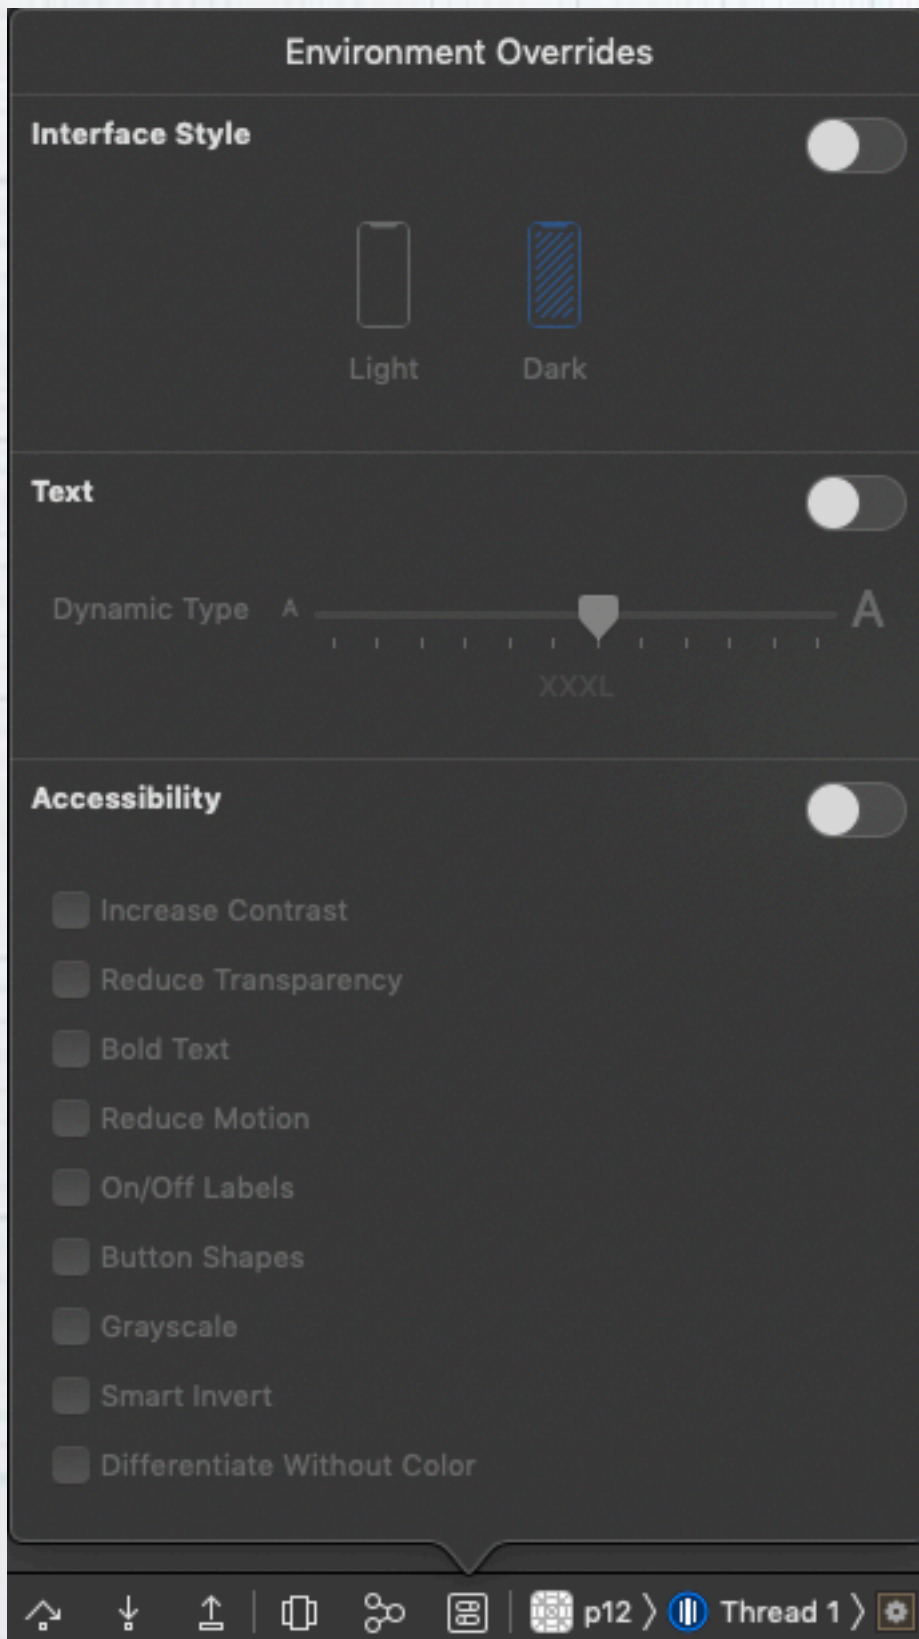 Environment Overrides
Interface Style
Light Dark
Text
Dynamic Type A A
XXXL
Accessibility
Increase Contrast
Reduce Transparency
Bold Text
Reduce Motion
On/Off Labels
Button Shapes
Grayscale
Smart Invert
Differentiate Without Color
p12 〉 Thread 1 〉